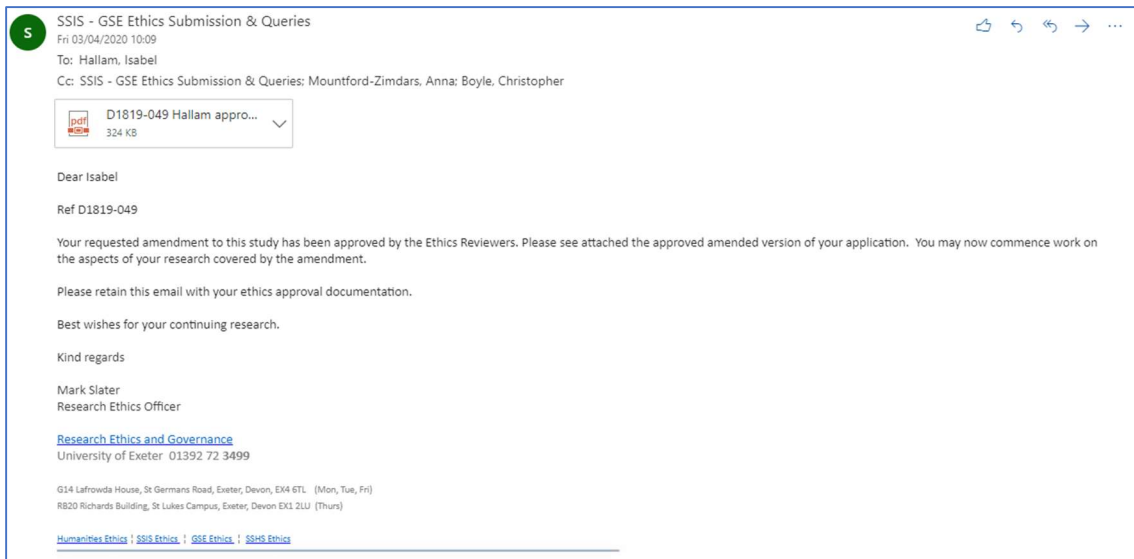 S
SSIS - GSE Ethics Submission & Queries
Fri 03/04/2020 10:09
To: Hallam, Isabel
Cc: SSIS - GSE Ethics Submission & Queries; Mountford-Zimdars, Anna; Boyle, Christopher
pdf
D1819-049 Hallam appro...
324 KB
Dear Isabel
Ref D1819-049
Your requested amendment to this study has been approved by the Ethics Reviewers. Please see attached the approved amended version of your application. You may now commence work on
the aspects of your research covered by the amendment.
Please retain this email with your ethics approval documentation.
Best wishes for your continuing research.
Kind regards
Mark Slater
Research Ethics Officer
Research Ethics and Governance
University of Exeter 01392 72 3499
G14 Lafrowda House, St Germans Road, Exeter, Devon, EX4 6TL (Mon, Tue, Fri)
RB20 Richards Building, St Lukes Campus, Exeter, Devon EX1 2LU (Thurs)
Humanities Ethics ¦ SSIS Ethics ¦ GSE Ethics ¦ SSHS Ethics